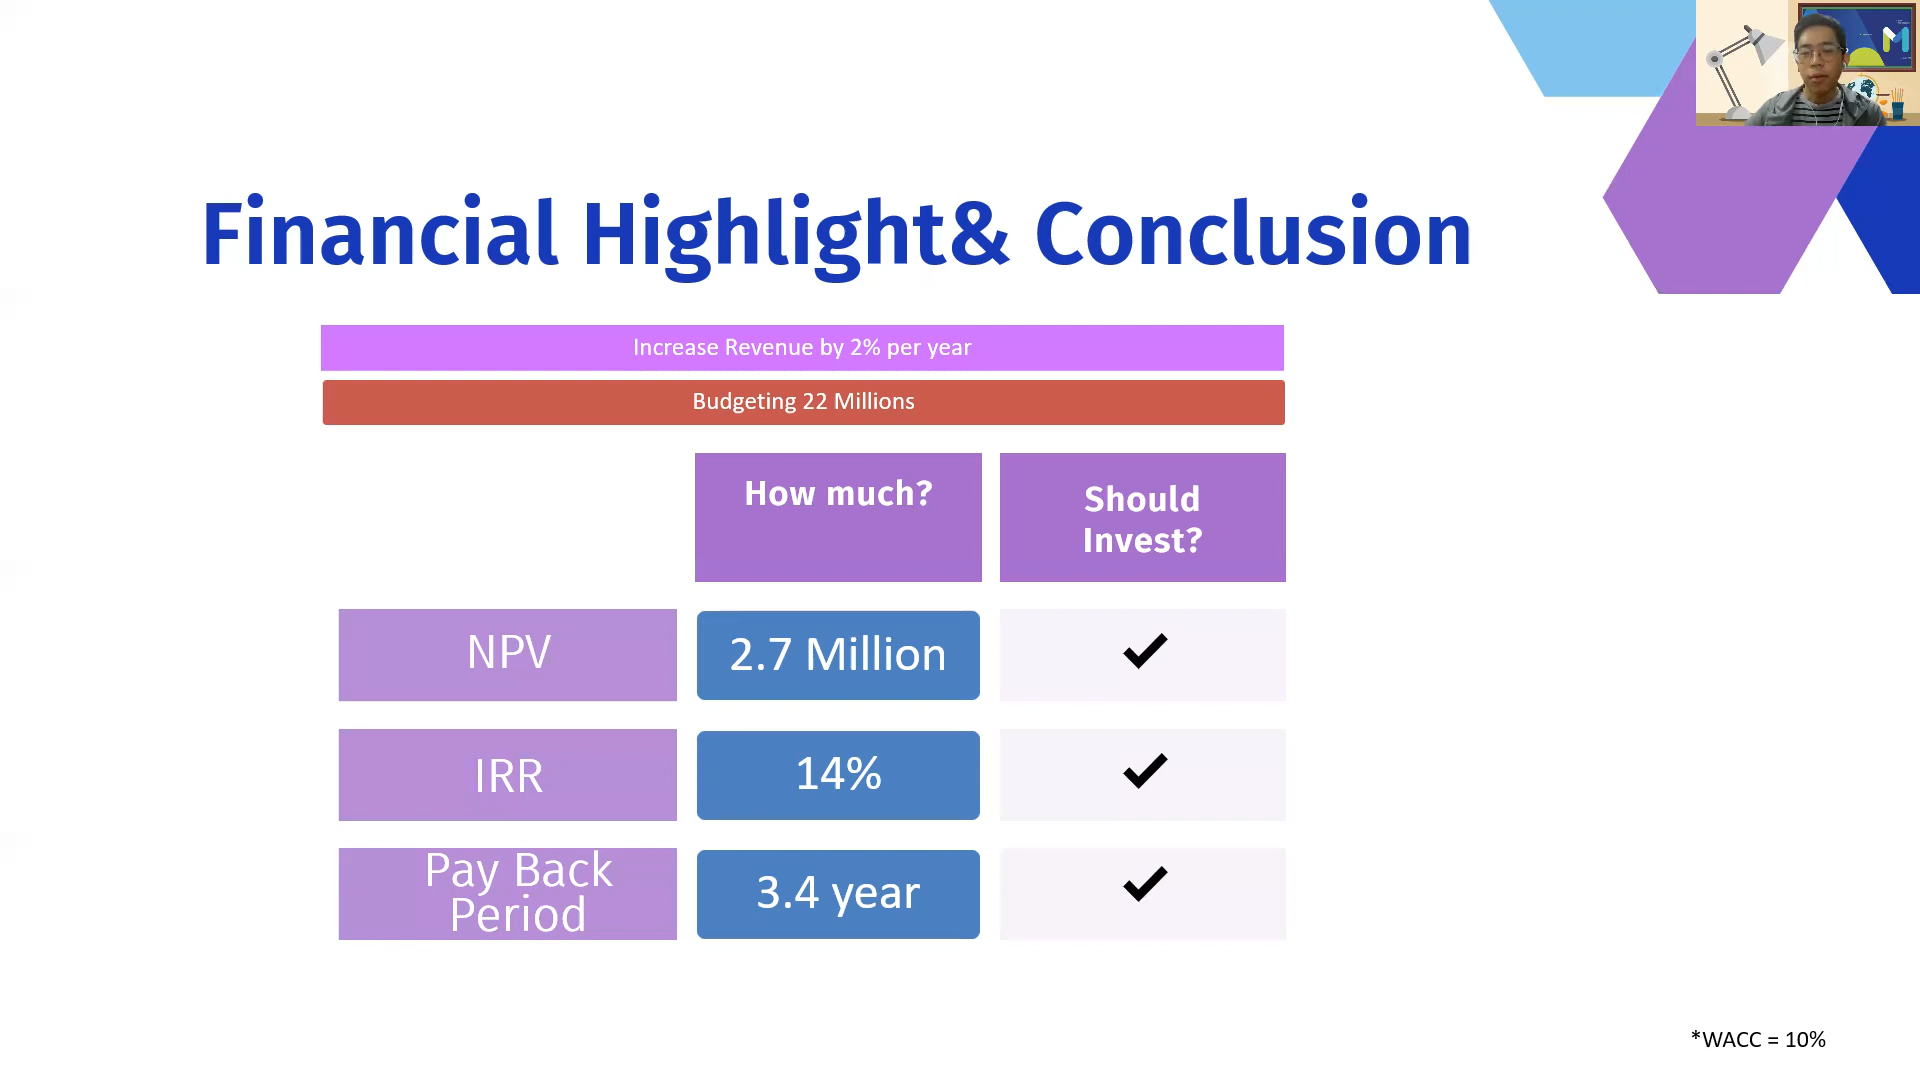 Financial Highlight& Conclusion
Increase Revenue by 2% per year
Budgeting 22 Millions
How much?
Should
Invest?
NPV
2.7 Million
IRR
14%
Pay Back
Period
3.4 year
*WACC = 10%